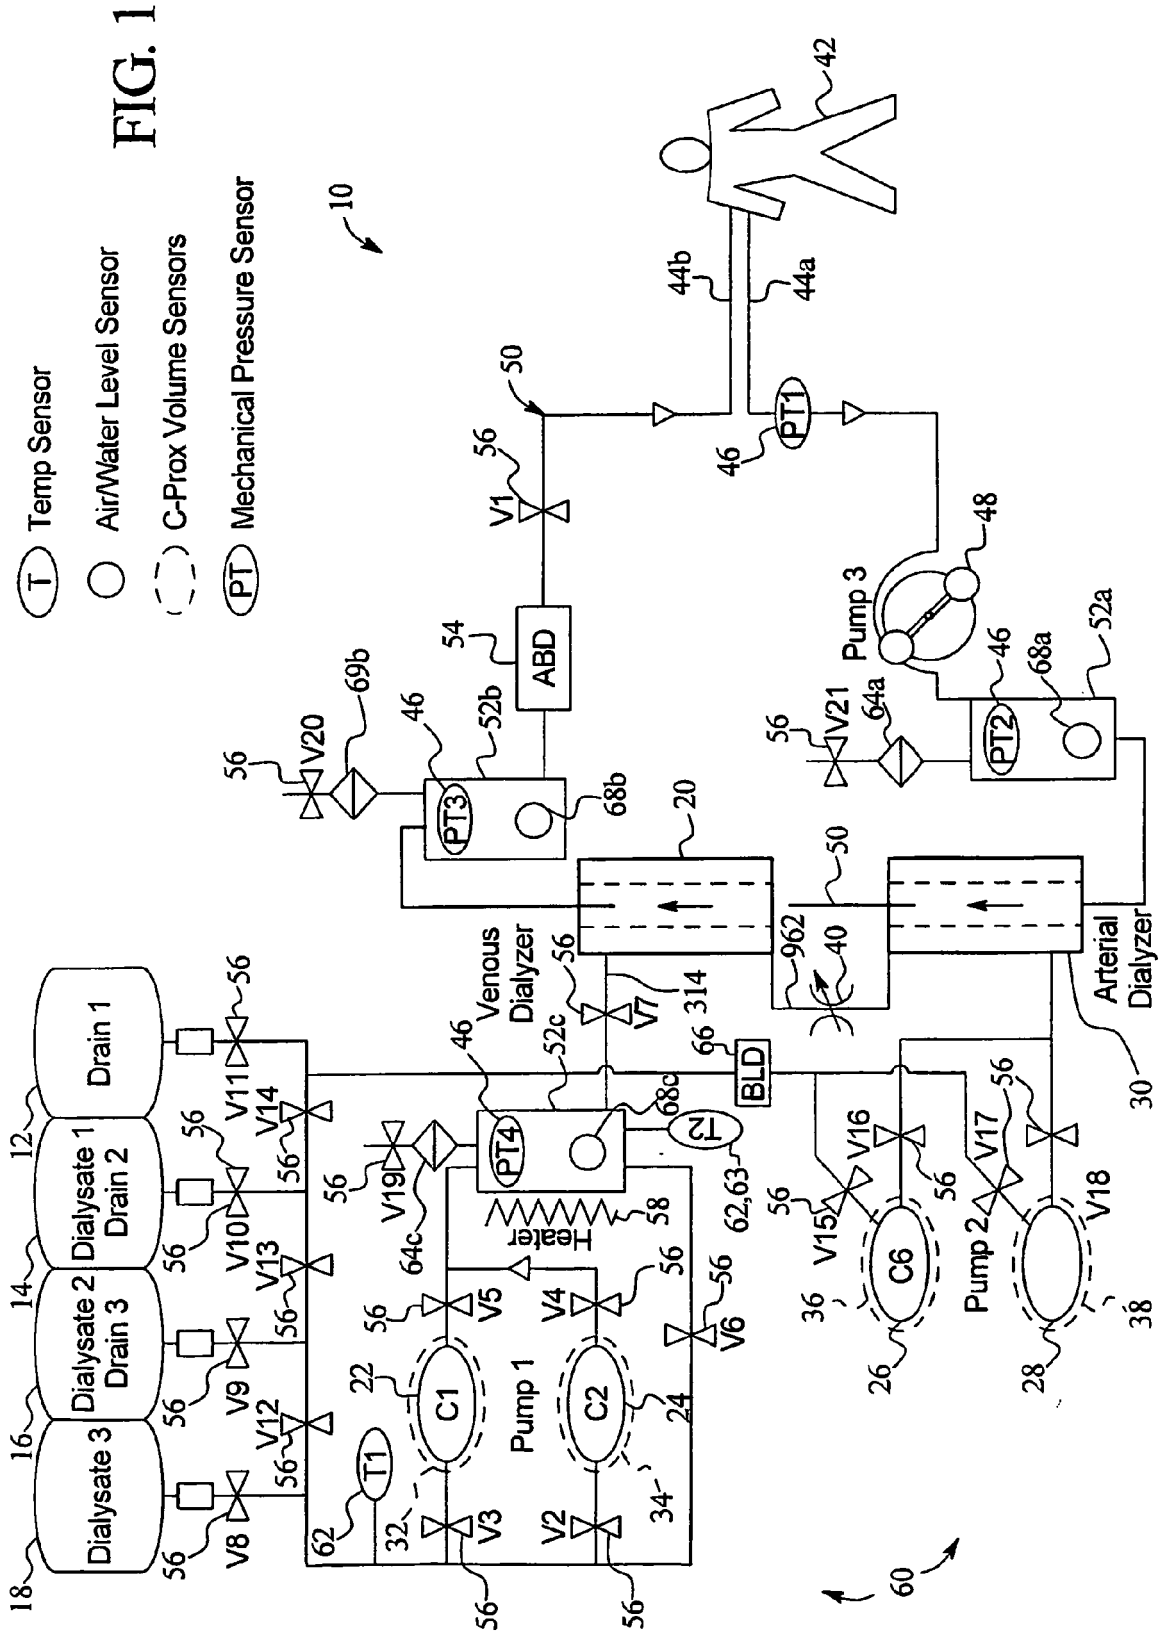 FIG. 1
T Temp Sensor
Air/Water Level Sensor
C-Prox Volume Sensors
PT Mechanical Pressure Sensor
10
18
16
14
12
Dialysate 3
Dialysate 2
Drain 3
Dialysate 1
Drain 2
Drain 1
56
V8
56
V9
56
56
V10
56
V11
56
V12
56
V13
56
V14
62
T1
32
22
C1
V3
56
56
V5
Pump 1
34
24
C2
V2
56
V4
56
V6
56
56
V19
64c
46
PT4
52c
68c
Heater
58
T2
62,63
66
BLD
Venous
Dialyzer
56
V7
314
20
962
40
50
Arterial
Dialyzer
30
56
V20
69b
46
PT3
52b
68b
54
ABD
V1
56
50
44b
44a
42
46
PT1
Pump 3
48
56
V21
64a
46
PT2
68a
52a
56
V15
V16
56
36
C6
26
Pump 2
V17
56
V18
38
28
60